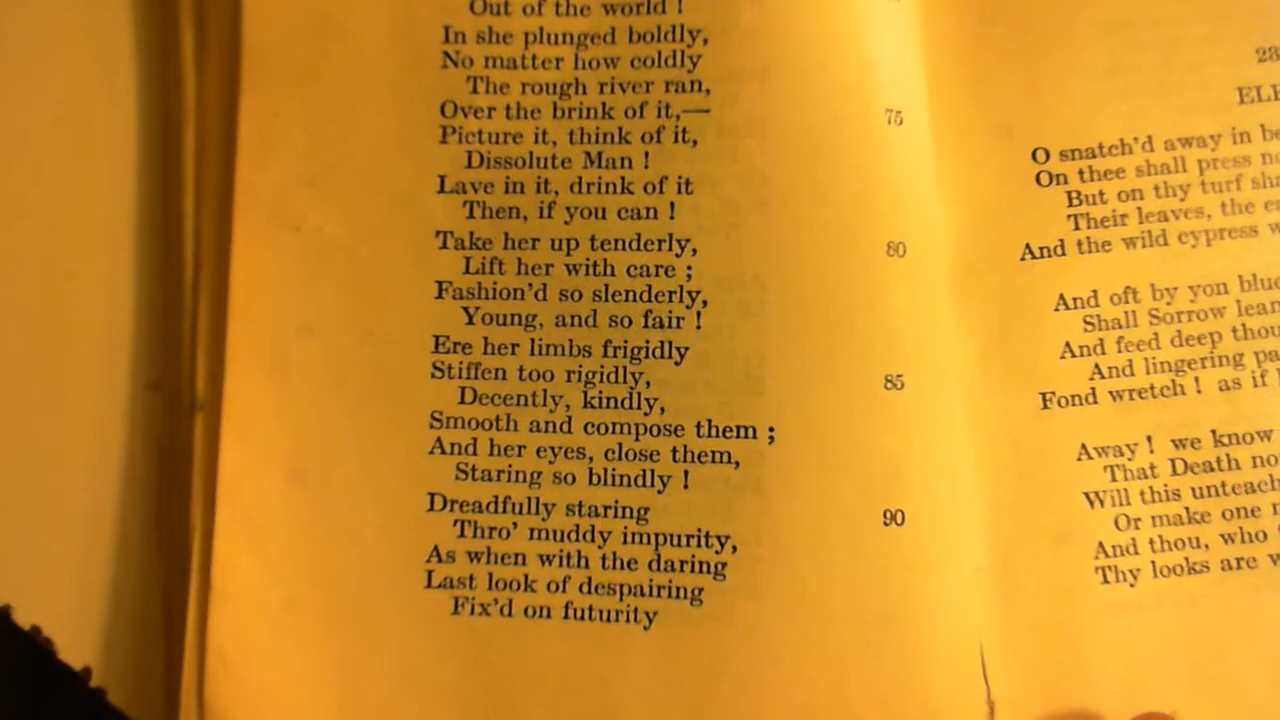 Out of the world !
In she plunged boldly,
No matter how coldly
The rough river ran,
Over the brink of it,—
75
Picture it, think of it,
Dissolute Man !
Lave in it, drink of it
Then, if you can !
Take her up tenderly,
80
Lift her with care ;
Fashion'd so slenderly,
Young, and so fair !
Ere her limbs frigidly
Stiffen too rigidly,
85
Decently, kindly,
Smooth and compose them ;
And her eyes, close them,
Staring so blindly !
Dreadfully staring
90
Thro' muddy impurity,
As when with the daring
Last look of despairing
Fix'd on futurity
O snatch'd away in
On thee shall press
But on thy turf
Their leaves, the
And the wild cypress
And oft by yon blue
Shall Sorrow lean
And feed deep
And lingering
Fond wretch ! as if
Away ! we know
That Death
Will this unteach
Or make one
And thou, who
Thy looks are